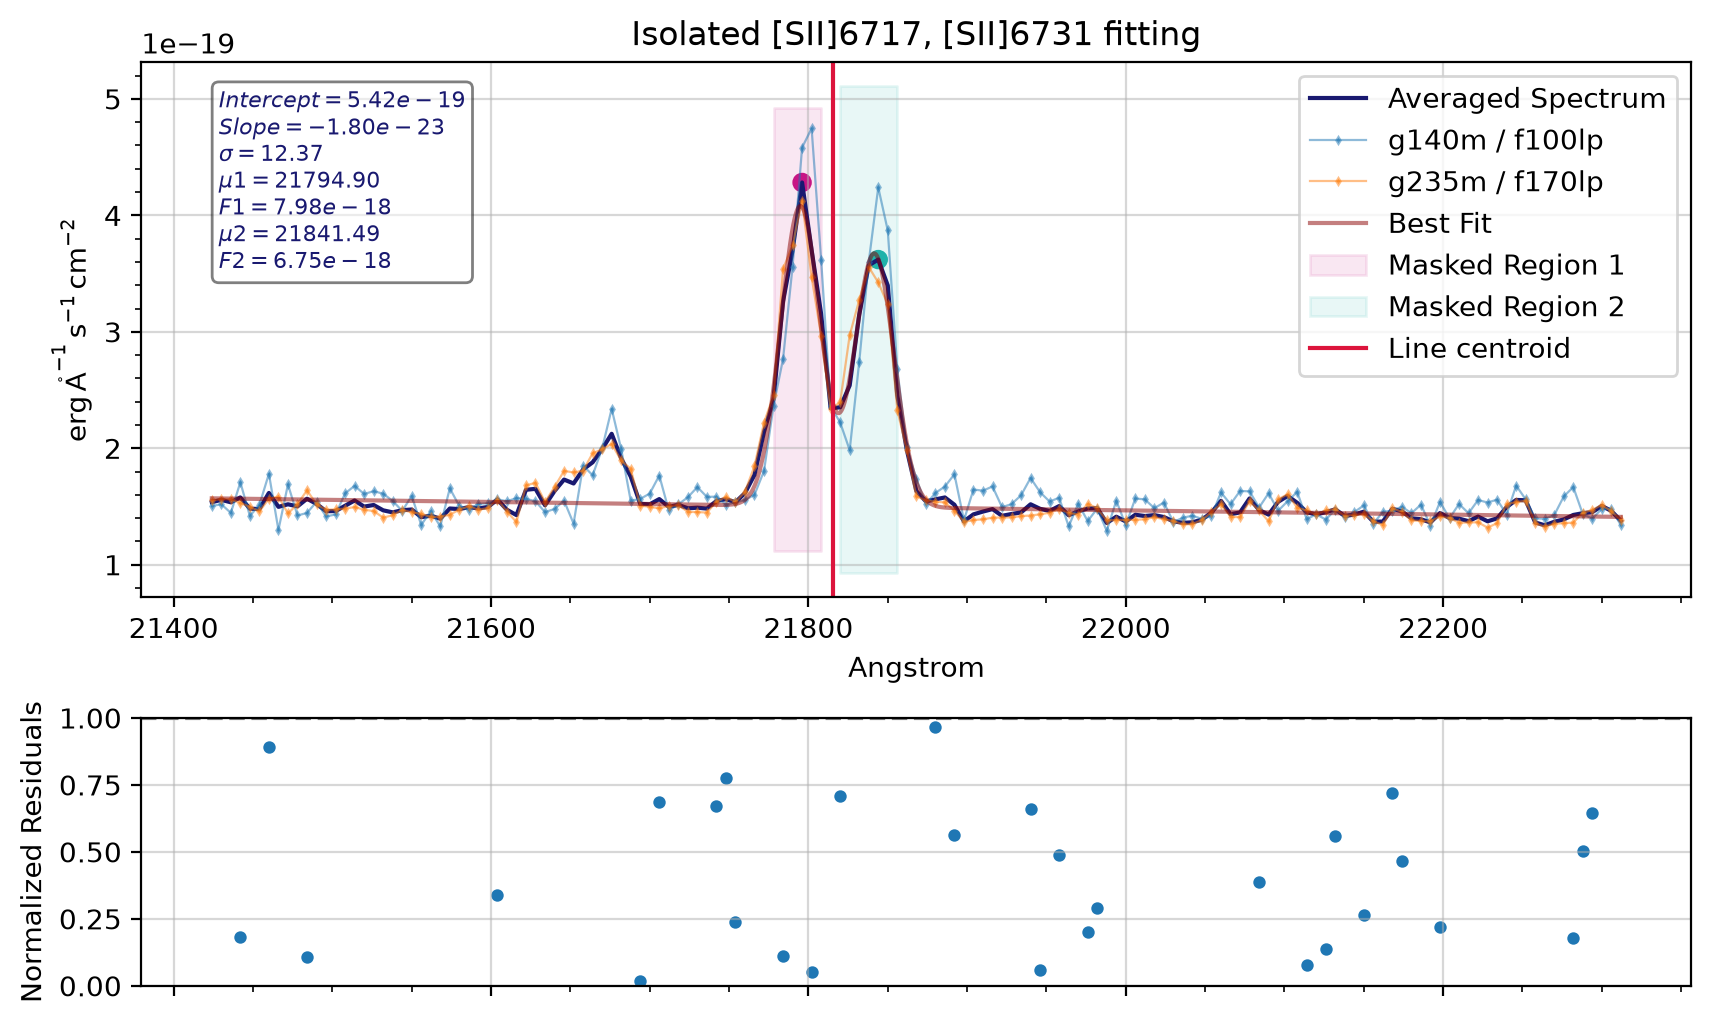 Isolated [SII]6717, [SII]6731 fitting
1e−19
5
4
3
2
1
erg Å⁻¹ s⁻¹ cm⁻²
Intercept = 5.42e − 19
Slope = −1.80e − 23
σ = 12.37
μ1 = 21794.90
F1 = 7.98e − 18
μ2 = 21841.49
F2 = 6.75e − 18
Averaged Spectrum
g140m / f100lp
g235m / f170lp
Best Fit
Masked Region 1
Masked Region 2
Line centroid
21400 21600 21800 22000 22200
Angstrom
Normalized Residuals
1.00
0.75
0.50
0.25
0.00